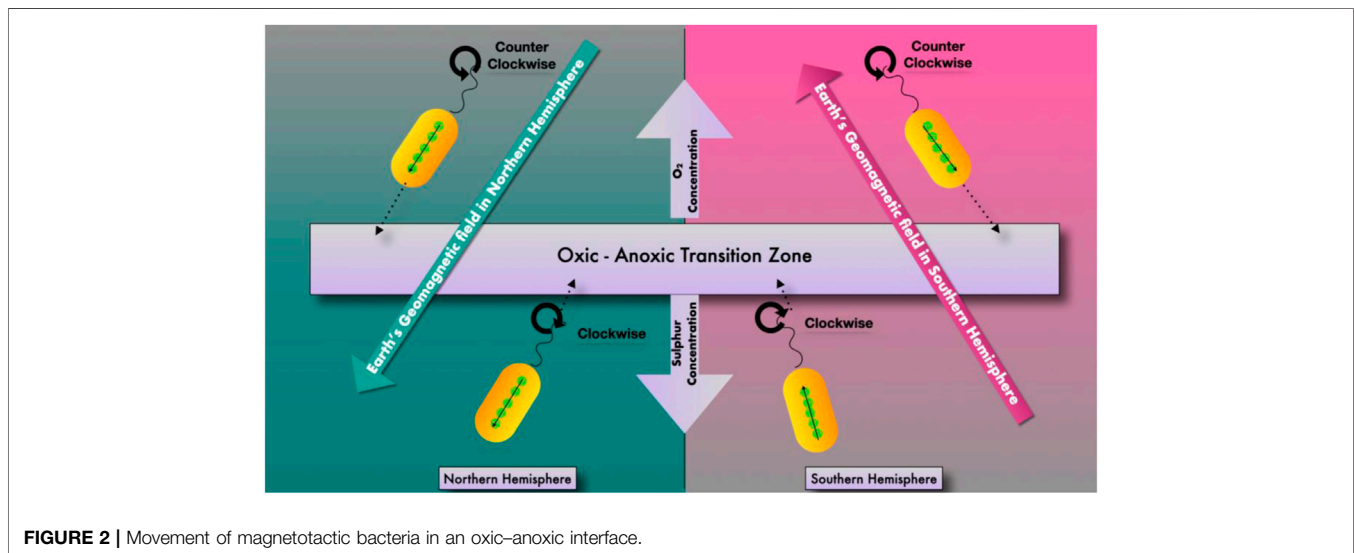 Counter
Clockwise
Earth's Geomagnetic field in Northern Hemisphere
O₂
Concentration
Counter
Clockwise
Earth's Geomagnetic field in Southern Hemisphere
Oxic - Anoxic Transition Zone
Clockwise
Sulphur
Concentration
Clockwise
Northern Hemisphere
Southern Hemisphere
FIGURE 2 | Movement of magnetotactic bacteria in an oxic–anoxic interface.